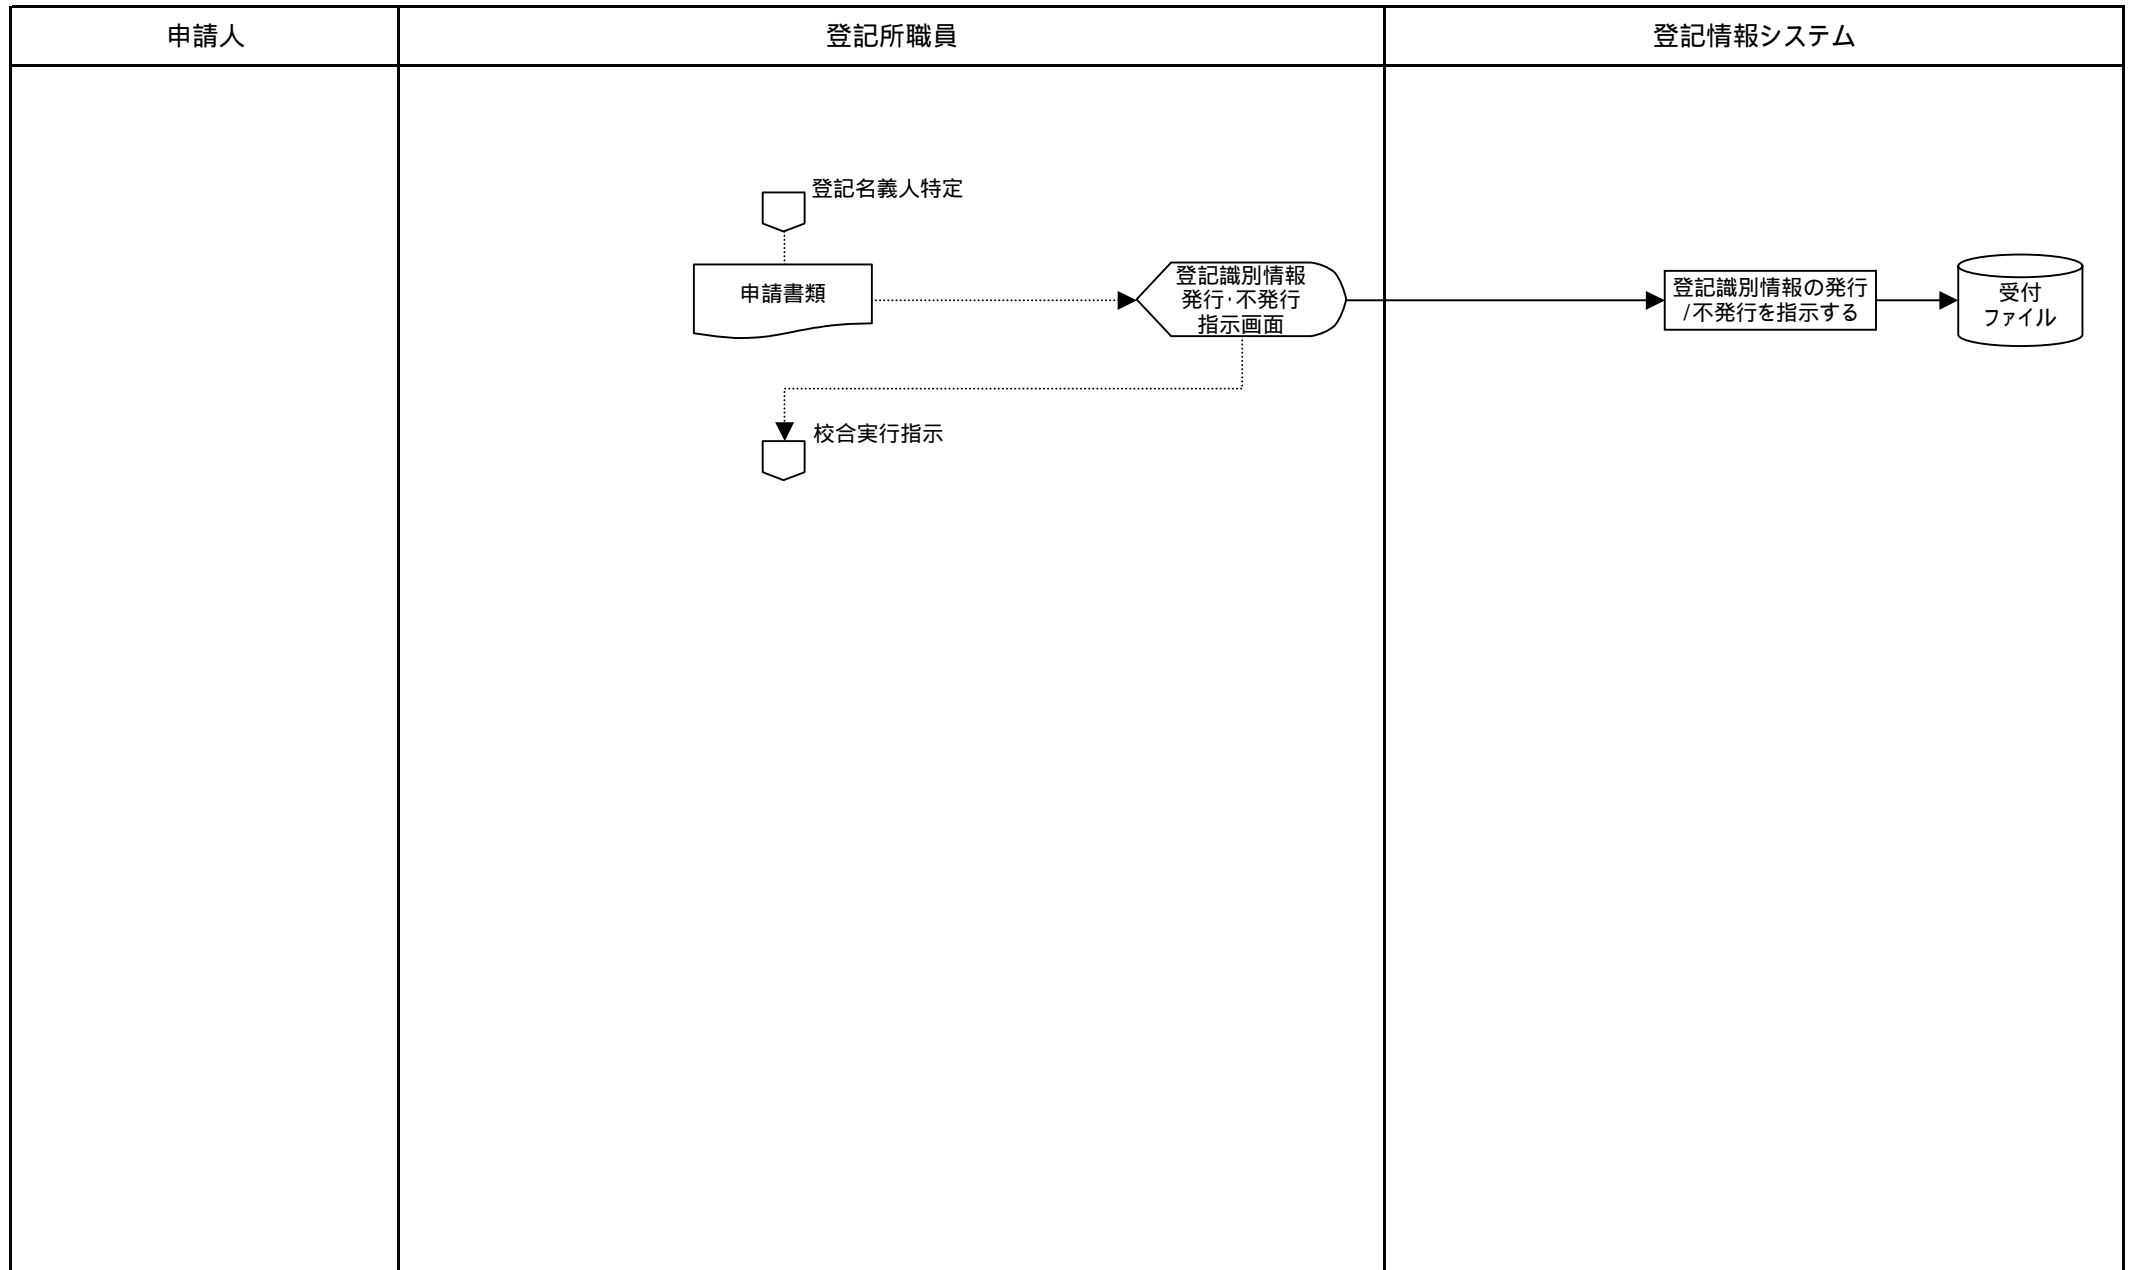 申請人
登記所職員
登記情報システム
登記名義人特定
申請書類
登記識別情報
発行・不発行
指示画面
登記識別情報の発行
/不発行を指示する
受付
ファイル
校合実行指示